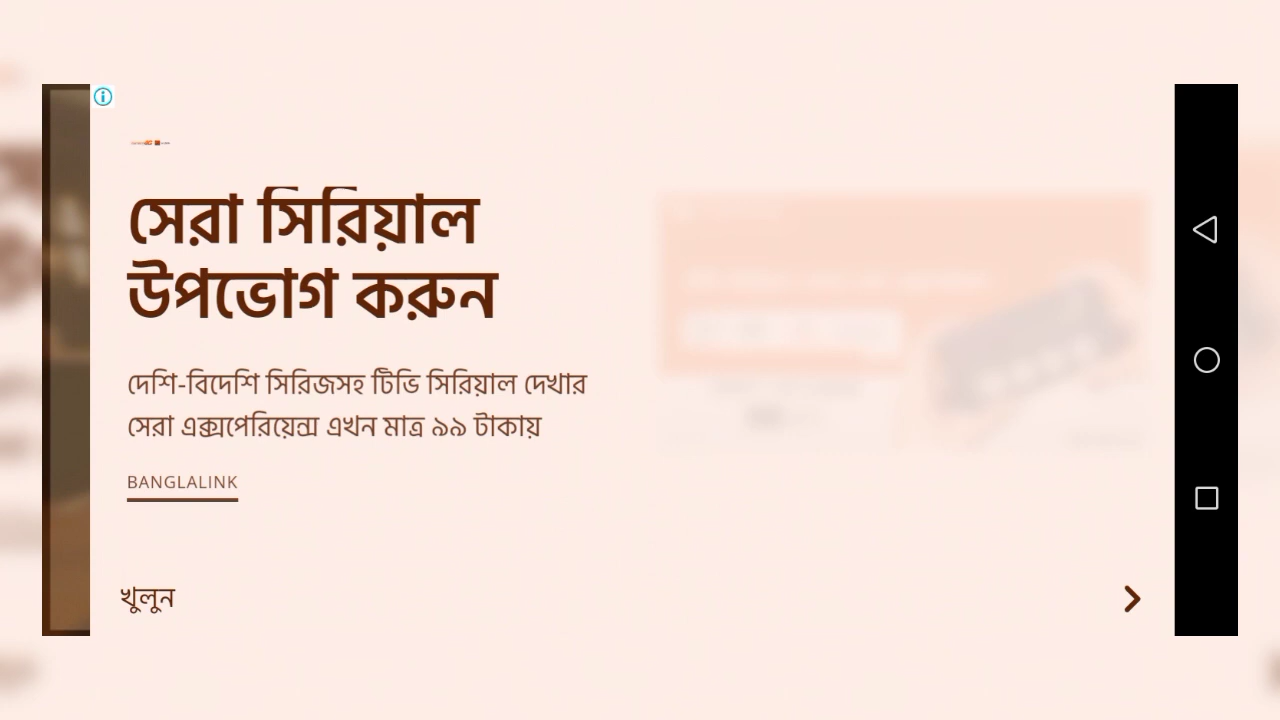 সেরা সিরিয়াল
উপভোগ করুন
দেশি-বিদেশি সিরিজসহ টিভি সিরিয়াল দেখার
সেরা এক্সপেরিয়েন্স এখন মাত্র ৯৯ টাকায়
BANGLALINK
খুলুন